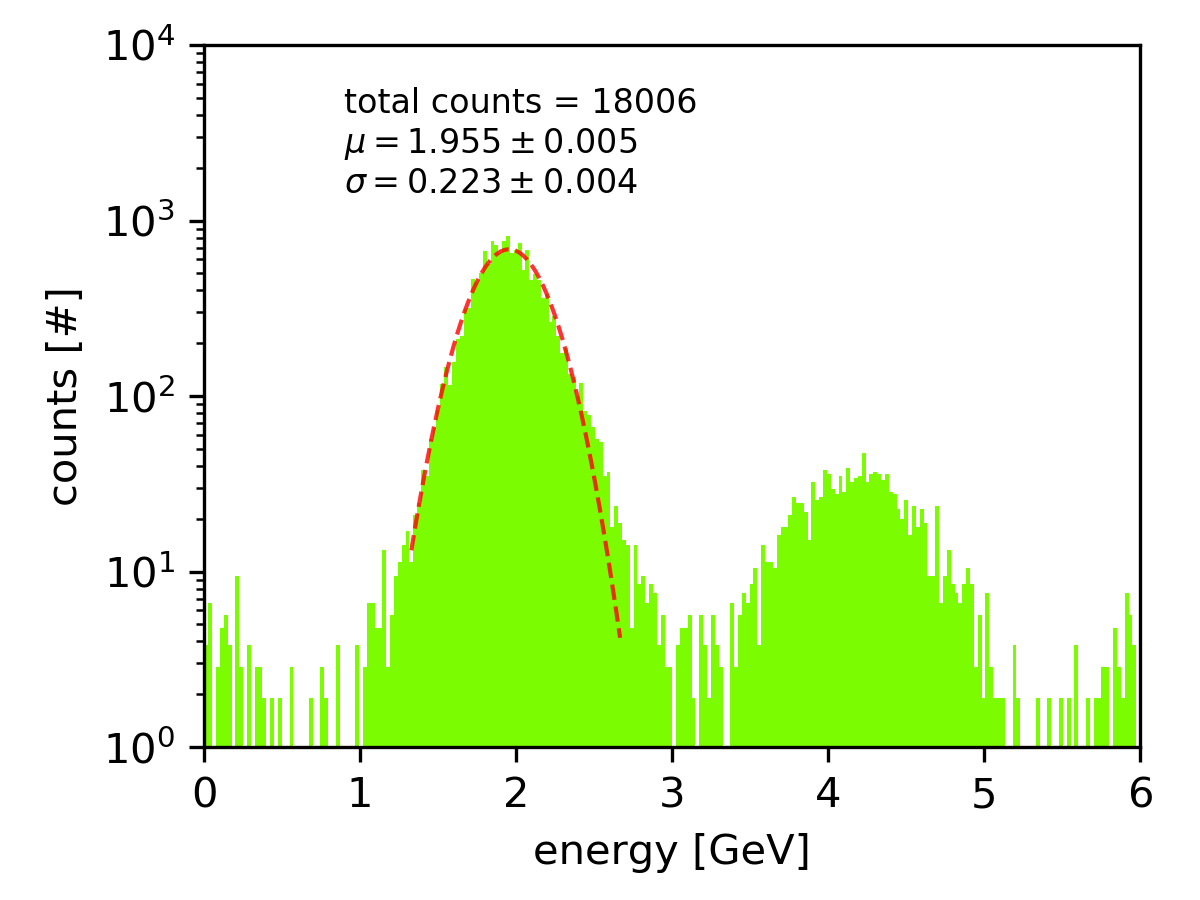 10⁴
total counts = 18006
μ = 1.955 ± 0.005
σ = 0.223 ± 0.004
10³
counts [#]
10²
10¹
10⁰
0 1 2 3 4 5 6
energy [GeV]